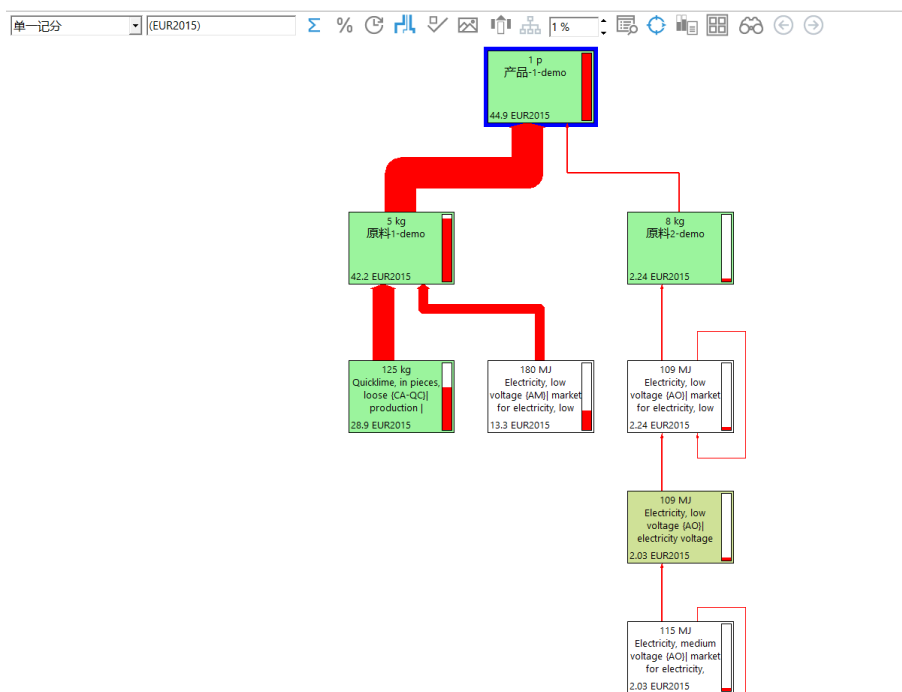 单一记分 (EUR2015) Σ % 1 %
1 p
产品-1-demo
44.9 EUR2015
5 kg
原料1-demo
42.2 EUR2015
8 kg
原料2-demo
2.24 EUR2015
125 kg
Quicklime, in pieces,
loose {CA-QC}|
production |
28.9 EUR2015
180 MJ
Electricity, low
voltage {AM}| market
for electricity, low
13.3 EUR2015
109 MJ
Electricity, low
voltage {AO}| market
for electricity, low
2.24 EUR2015
109 MJ
Electricity, low
voltage {AO}|
electricity voltage
2.03 EUR2015
115 MJ
Electricity, medium
voltage {AO}| market
for electricity,
2.03 EUR2015